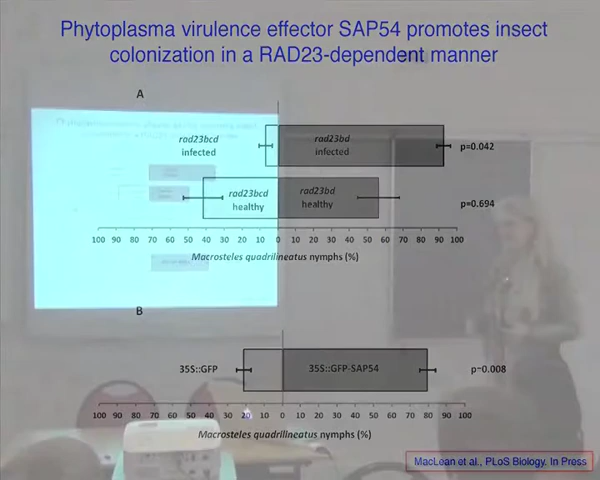 Phytoplasma virulence effector SAP54 promotes insect
colonization in a RAD23-dependent manner
A
rad23bcd
infected
rad23bd
infected
p=0.042
rad23bcd
healthy
rad23bd
healthy
p=0.694
100 90 80 70 60 50 40 30 20 10 0 10 20 30 40 50 60 70 80 90 100
Macrosteles quadrilineatus nymphs (%)
B
35S::GFP
35S::GFP-SAP54
p=0.008
100 90 80 70 60 50 40 30 20 10 0 10 20 30 40 50 60 70 80 90 100
Macrosteles quadrilineatus nymphs (%)
MacLean et al., PLoS Biology. In Press